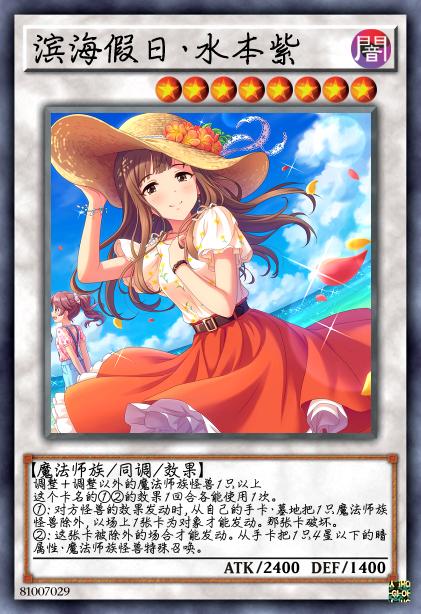 滨海假日·水本紫
闇
【魔法师族/同调/效果】
调整＋调整以外的魔法师族怪兽1只以上
这个卡名的①②的效果1回合各能使用1次。
①：对方怪兽的效果发动时，从自己的手卡·墓地把1只魔法师族
怪兽除外，以场上1张卡为对象才能发动。那张卡破坏。
②：这张卡被除外的场合才能发动。从手卡把1只4星以下的暗
属性·魔法师族怪兽特殊召唤。
ATK/2400 DEF/1400
81007029